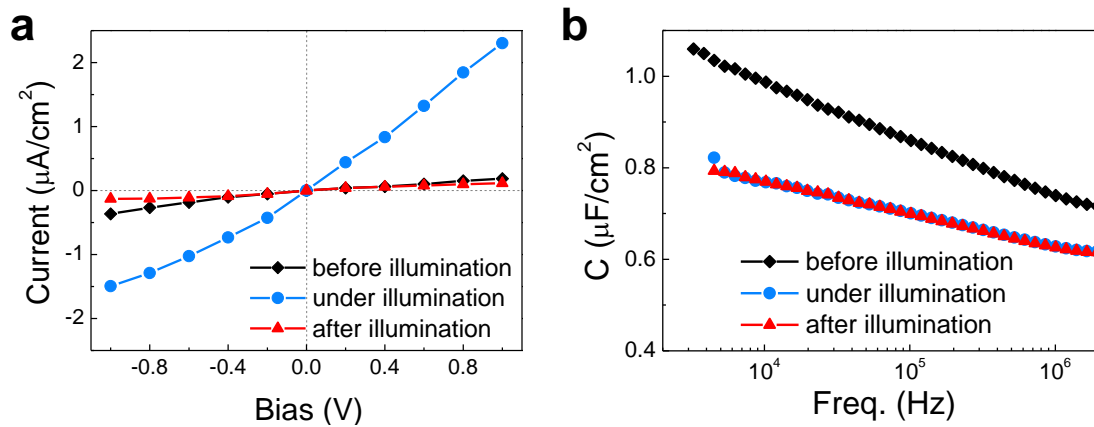 a
Current (μA/cm²)
2
1
0
-1
-2
before illumination
under illumination
after illumination
-0.8
-0.4
0.0
0.4
0.8
Bias (V)
b
C (μF/cm²)
1.0
0.8
0.6
0.4
before illumination
under illumination
after illumination
10⁴
10⁵
10⁶
Freq. (Hz)